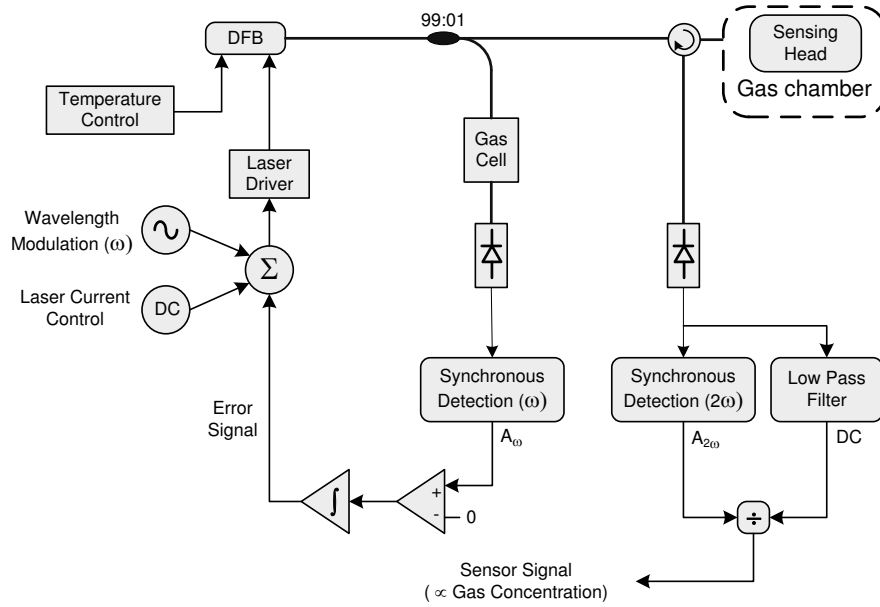 99:01
DFB
Sensing
Head
Gas chamber
Temperature
Control
Gas
Cell
Laser
Driver
Wavelength
Modulation (ω)
Σ
Laser Current
Control
DC
Synchronous
Detection (ω)
Synchronous
Detection (2ω)
Low Pass
Filter
Error
Signal
Aω
A2ω
DC
∫
+
-
0
÷
Sensor Signal
( ∝ Gas Concentration)